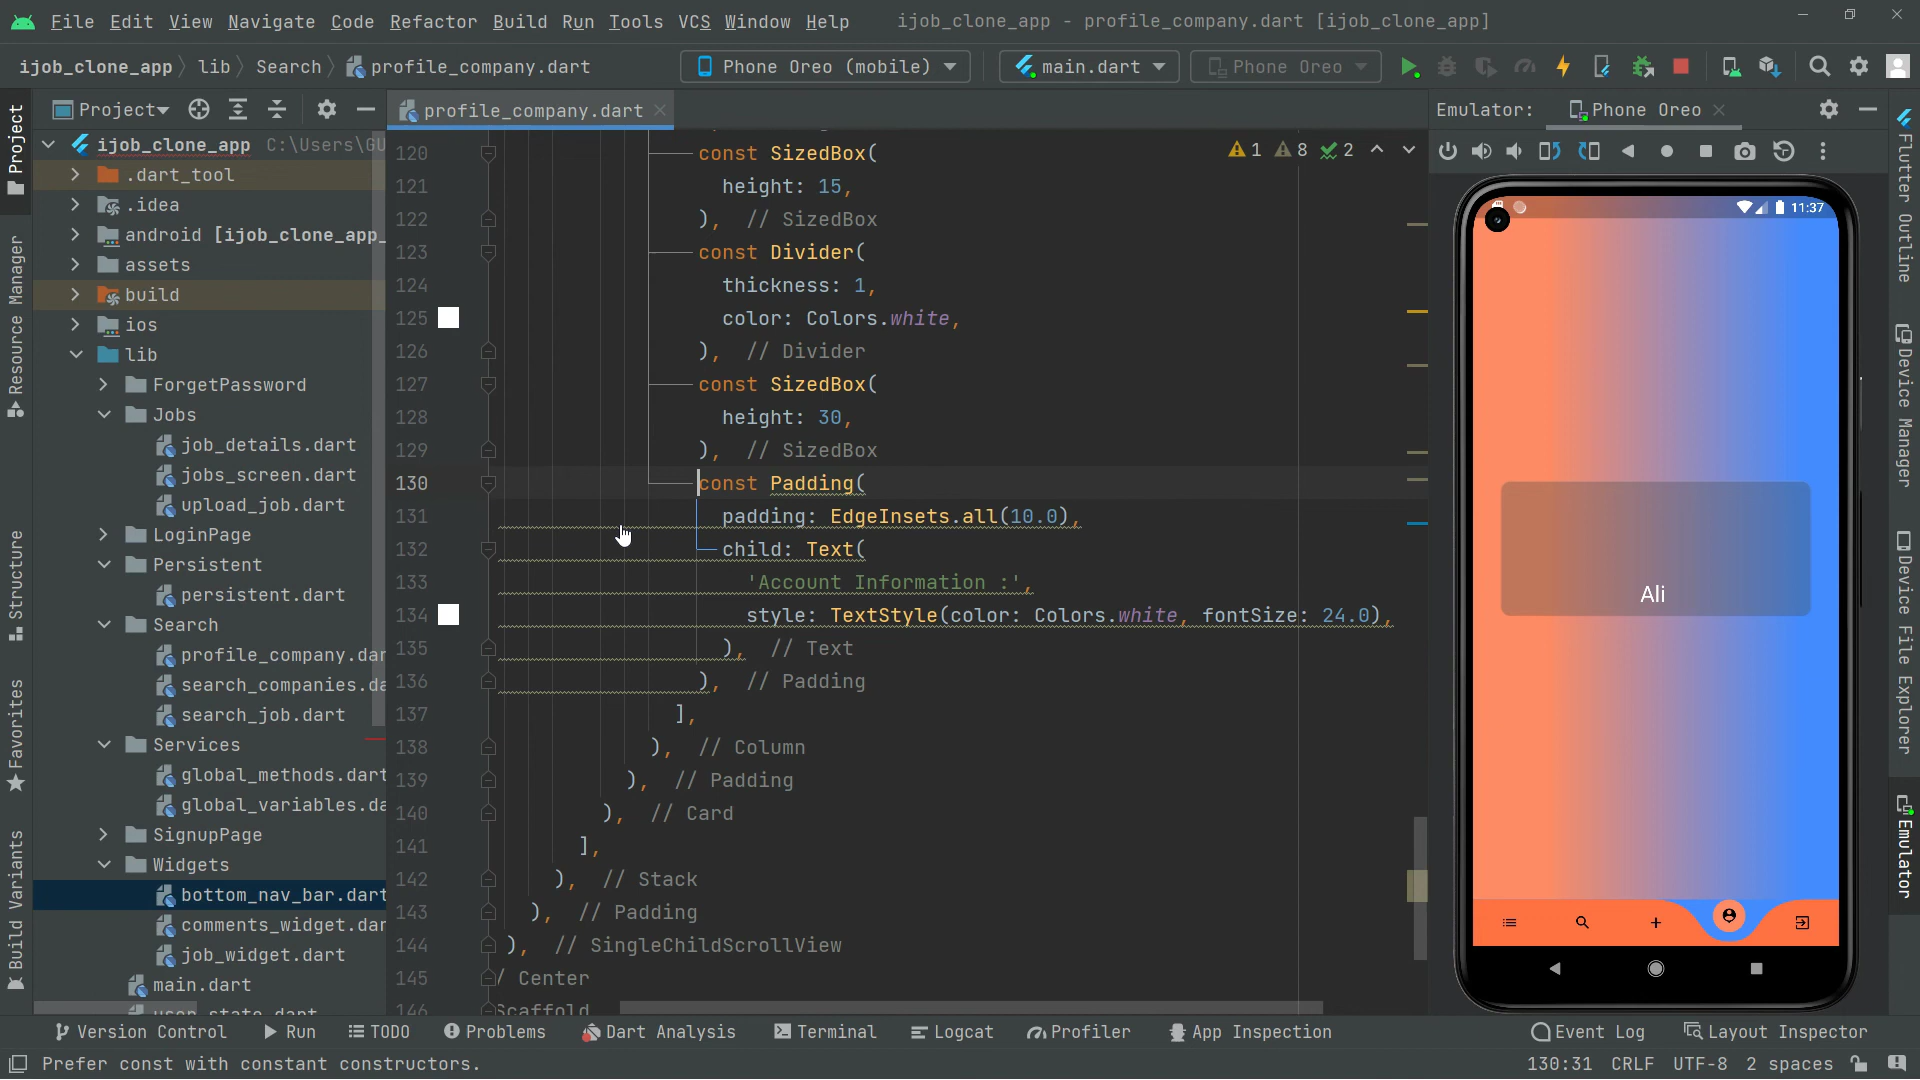 File Edit View Navigate Code Refactor Build Run Tools VCS Window Help ijob_clone_app - profile_company.dart [ijob_clone_app]
ijob_clone_app lib Search profile_company.dart Phone Oreo (mobile) main.dart Phone Oreo
Project profile_company.dart Emulator: Phone Oreo
ijob_clone_app C:\Users\GU
.dart_tool
.idea
android [ijob_clone_app_
assets
build
ios
lib
ForgetPassword
Jobs
job_details.dart
jobs_screen.dart
upload_job.dart
LoginPage
Persistent
persistent.dart
Search
profile_company.dar
search_companies.da
search_job.dart
Services
global_methods.dart
global_variables.da
SignupPage
Widgets
bottom_nav_bar.dart
comments_widget.dar
job_widget.dart
main.dart
user_state.dart
Project
Resource Manager
Structure
Favorites
Build Variants
1 8 2
120 const SizedBox(
121 height: 15,
122 ), // SizedBox
123 const Divider(
124 thickness: 1,
125 color: Colors.white,
126 ), // Divider
127 const SizedBox(
128 height: 30,
129 ), // SizedBox
130 const Padding(
131 padding: EdgeInsets.all(10.0),
132 child: Text(
133 'Account Information :',
134 style: TextStyle(color: Colors.white, fontSize: 24.0),
135 ), // Text
136 ), // Padding
137 ],
138 ), // Column
139 ), // Padding
140 ), // Card
141 ],
142 ), // Stack
143 ), // Padding
144 ), // SingleChildScrollView
145 / Center
146 Scaffold
11:37
Ali
Flutter Outline
Device Manager
Device File Explorer
Emulator
Version Control Run TODO Problems Dart Analysis Terminal Logcat Profiler App Inspection Event Log Layout Inspector
Prefer const with constant constructors. 130:31 CRLF UTF-8 2 spaces